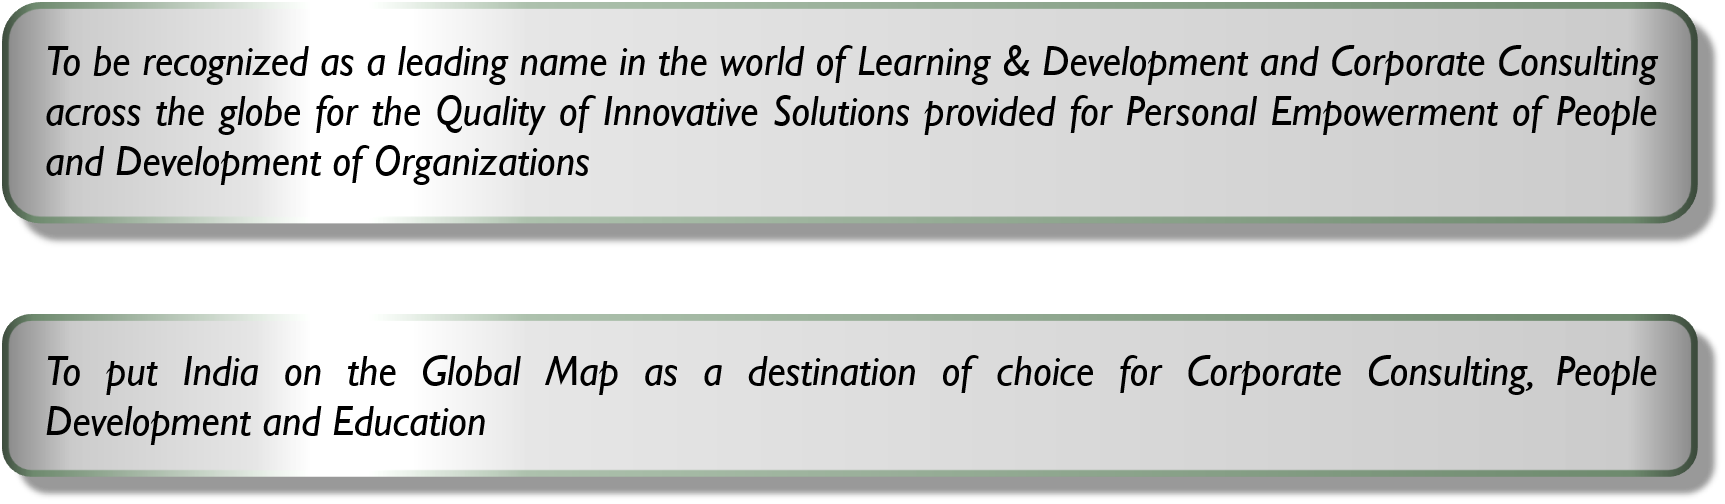 To be recognized as a leading name in the world of Learning & Development and Corporate Consulting
across the globe for the Quality of Innovative Solutions provided for Personal Empowerment of People
and Development of Organizations
To put India on the Global Map as a destination of choice for Corporate Consulting, People
Development and Education